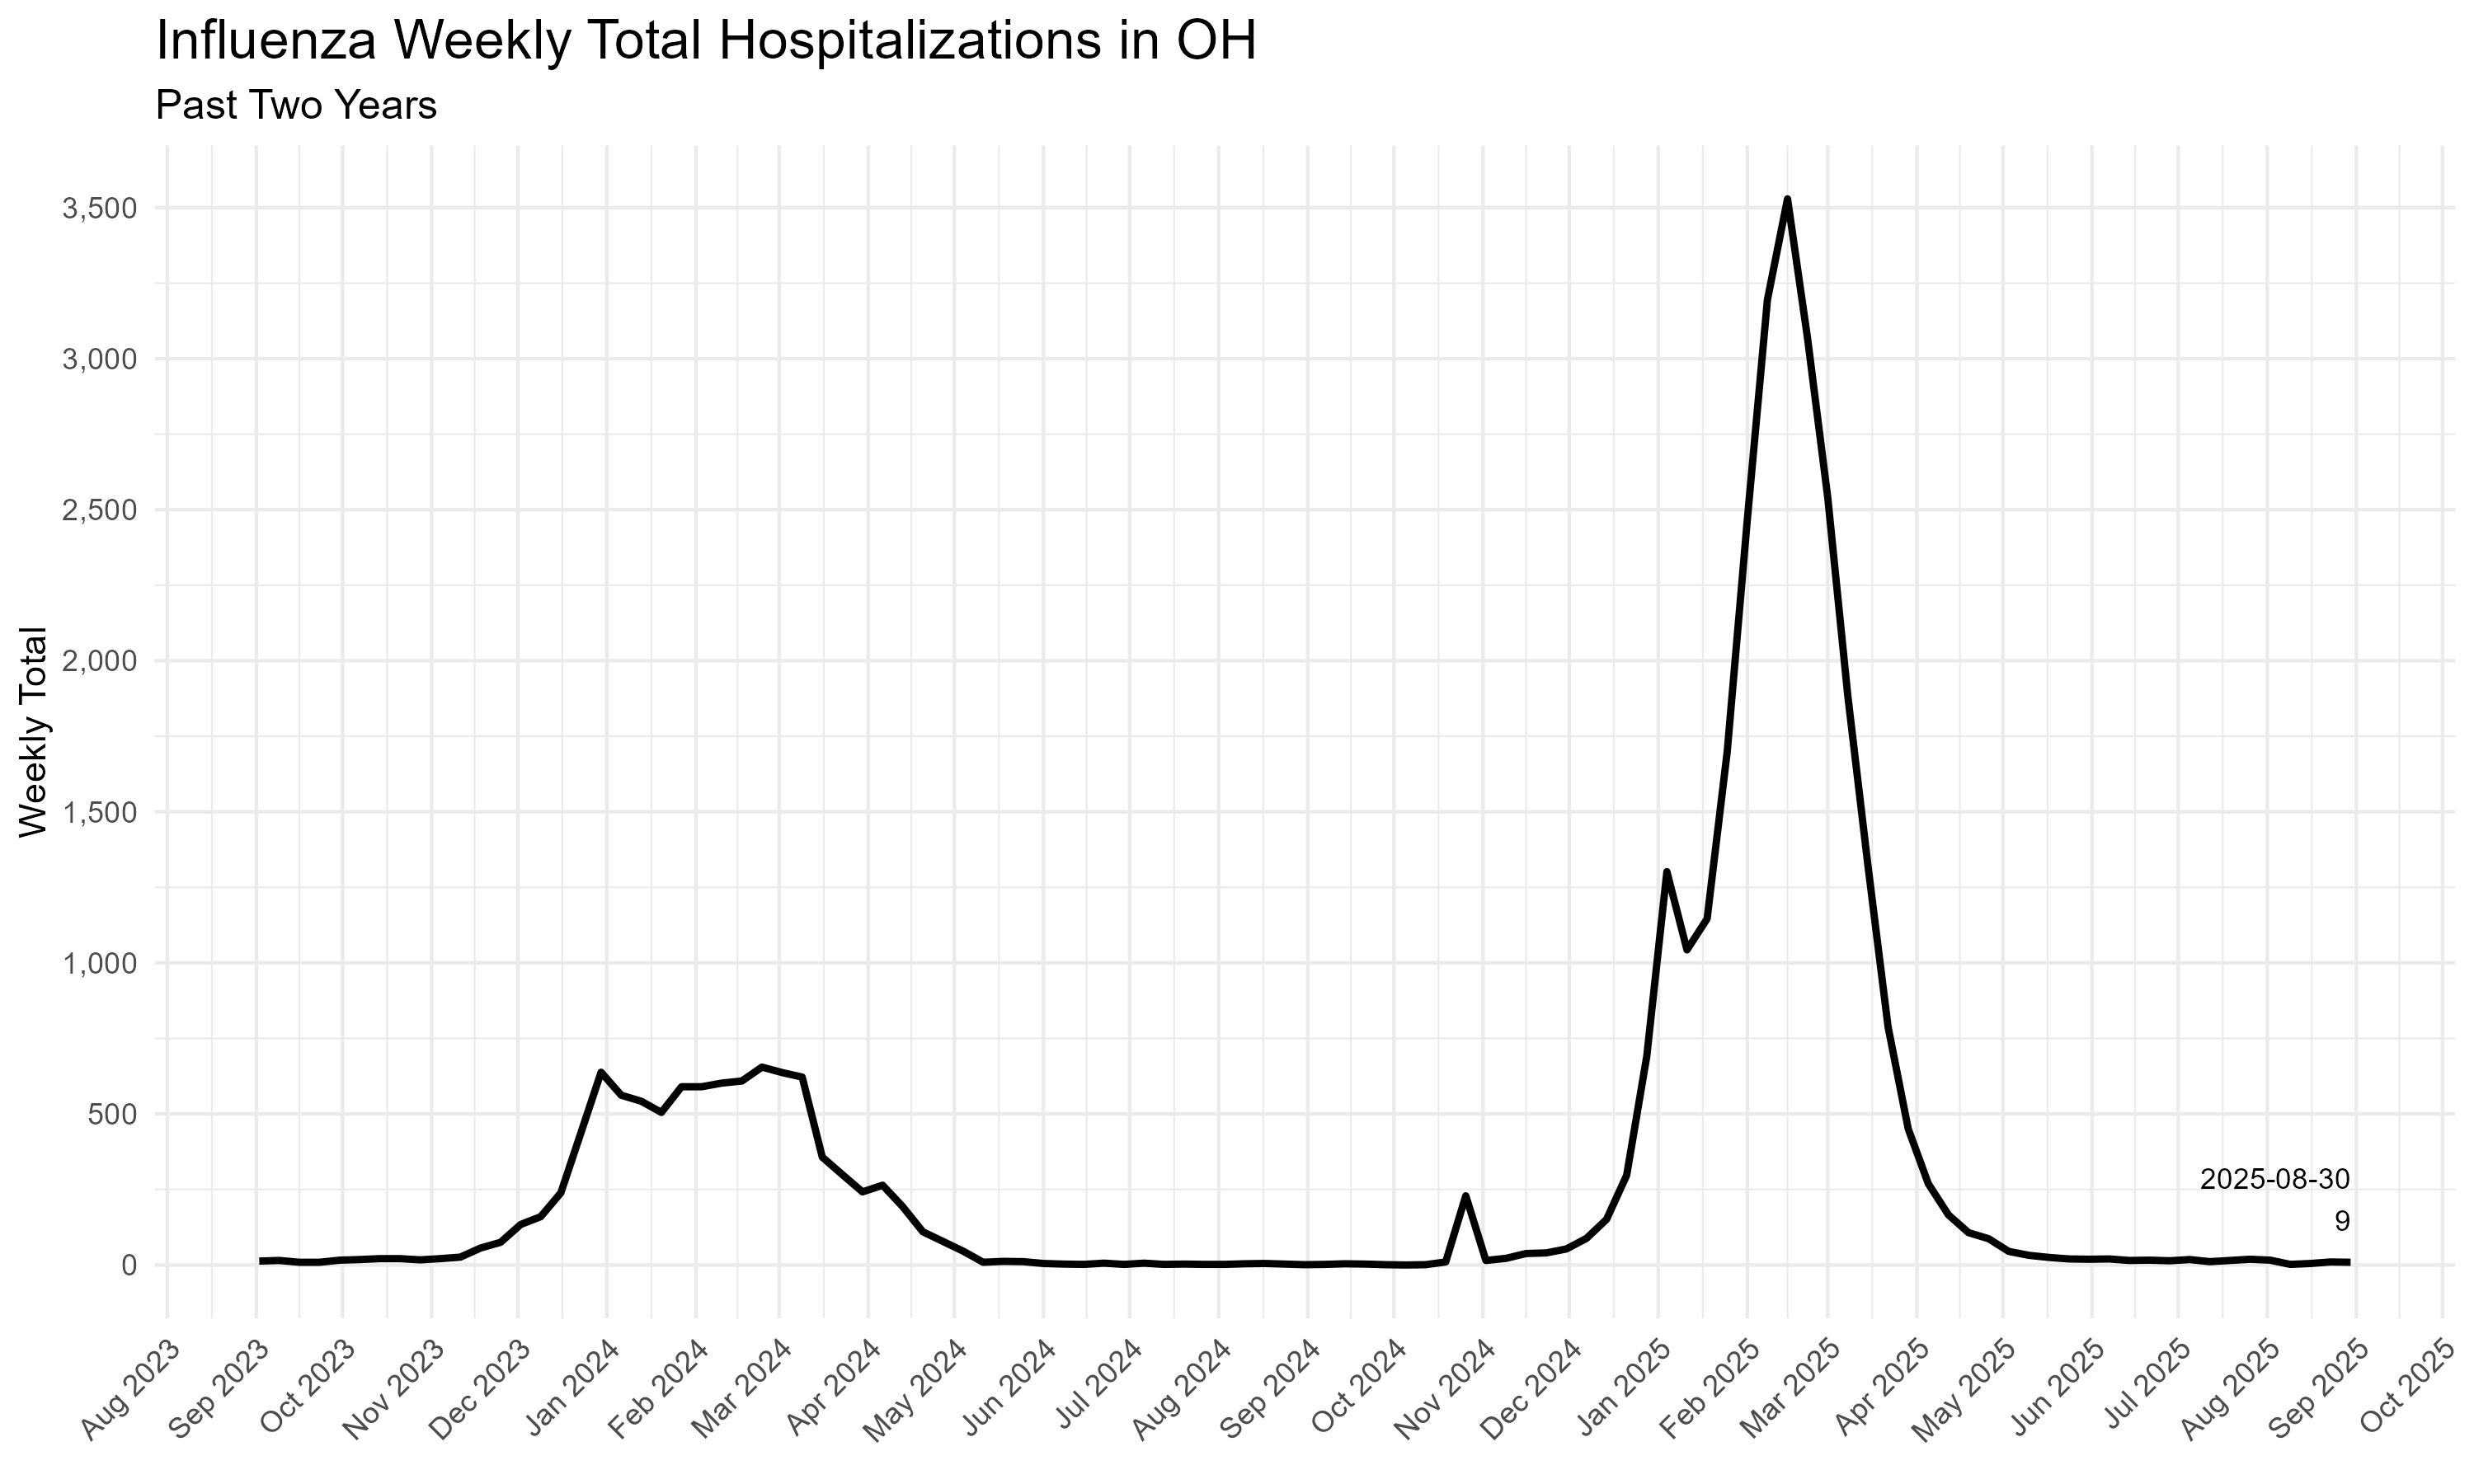 Influenza Weekly Total Hospitalizations in OH
Past Two Years
Weekly Total
3,500
3,000
2,500
2,000
1,500
1,000
500
0
2025-08-30
9
Aug 2023
Sep 2023
Oct 2023
Nov 2023
Dec 2023
Jan 2024
Feb 2024
Mar 2024
Apr 2024
May 2024
Jun 2024
Jul 2024
Aug 2024
Sep 2024
Oct 2024
Nov 2024
Dec 2024
Jan 2025
Feb 2025
Mar 2025
Apr 2025
May 2025
Jun 2025
Jul 2025
Aug 2025
Sep 2025
Oct 2025